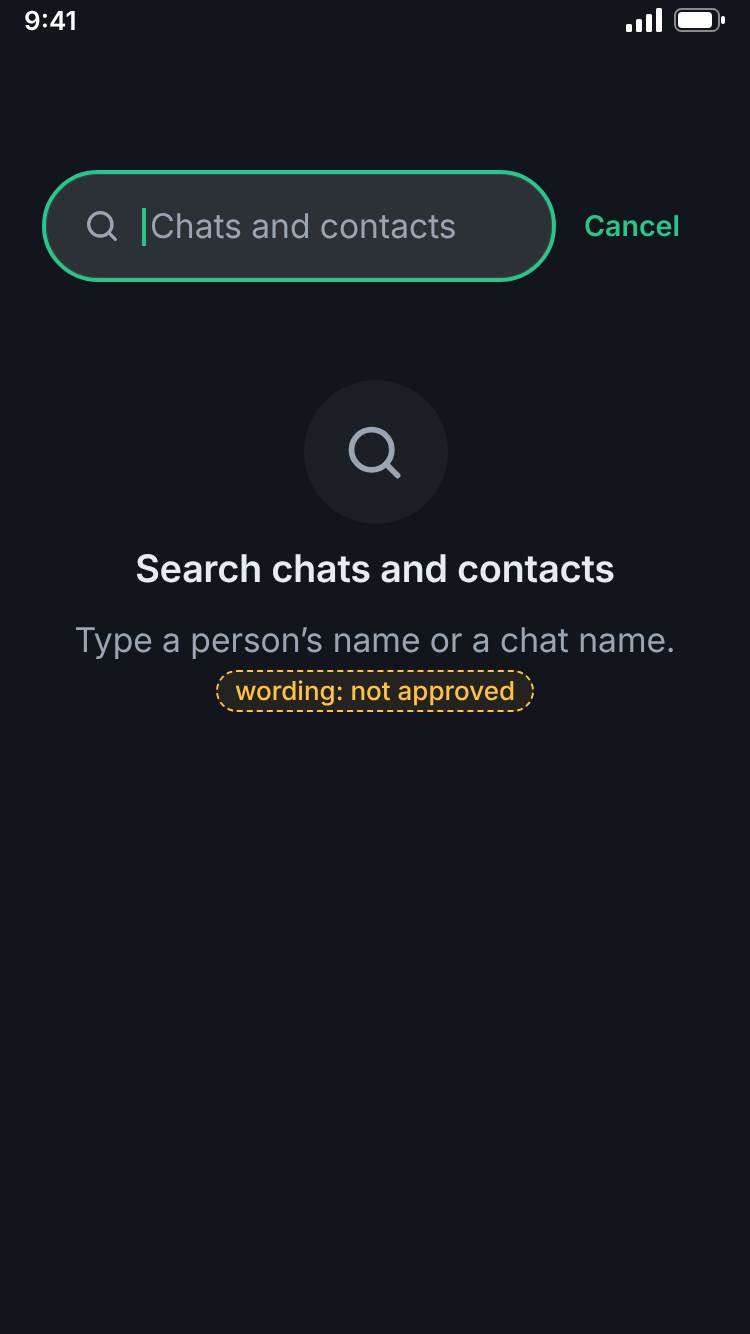 9:41
Chats and contacts
Cancel
Search chats and contacts
Type a person’s name or a chat name.
wording: not approved